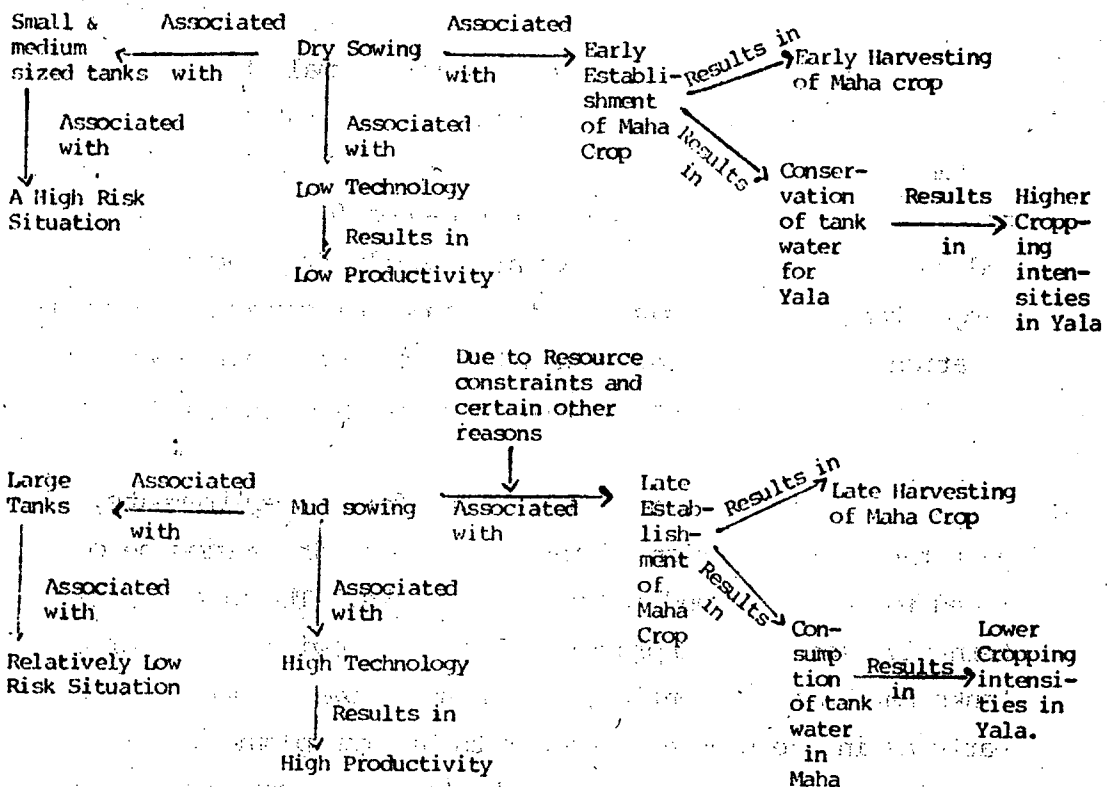 Small &
medium
sized tanks
Associated
with
Dry Sowing
Associated
with
Early
Establi-
shment
of Maha
Crop
Results in
Early Harvesting
of Maha crop
Results
in
Conser-
vation
of tank
water
for
Yala
Results
in
Higher
Cropp-
ing
inten-
sities
in Yala
Associated
with
A High Risk
Situation
Associated
with
Low Technology
Results in
Low Productivity
Due to Resource
constraints and
certain other
reasons
Large
Tanks
Associated
with
Mud sowing
Associated
with
Late
Estab-
lish-
ment
of
Maha
Crop
Results in
Late Harvesting
of Maha Crop
Results
in
Con-
sump
tion
of tank
water
in
Maha
Results
in
Lower
Cropping
intensi-
ties in
Yala.
Associated
with
Relatively Low
Risk Situation
Associated
with
High Technology
Results in
High Productivity